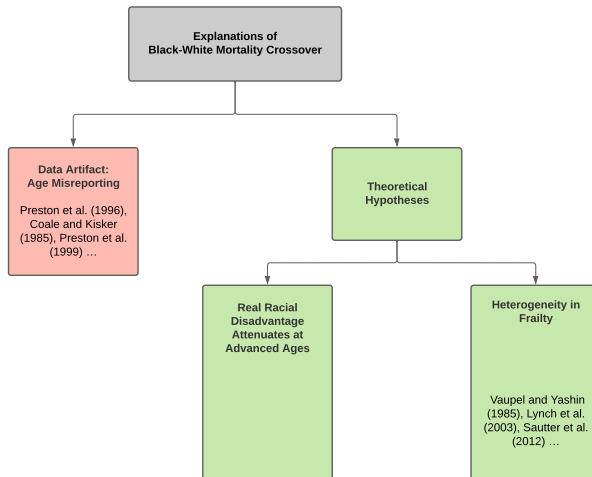 Explanations of
Black-White Mortality Crossover
Data Artifact:
Age Misreporting
Preston et al. (1996),
Coale and Kisker
(1985), Preston et al.
(1999) ...
Theoretical
Hypotheses
Real Racial
Disadvantage
Attenuates at
Advanced Ages
Heterogeneity in
Frailty
Vaupel and Yashin
(1985), Lynch et al.
(2003), Sautter et al.
(2012) ...